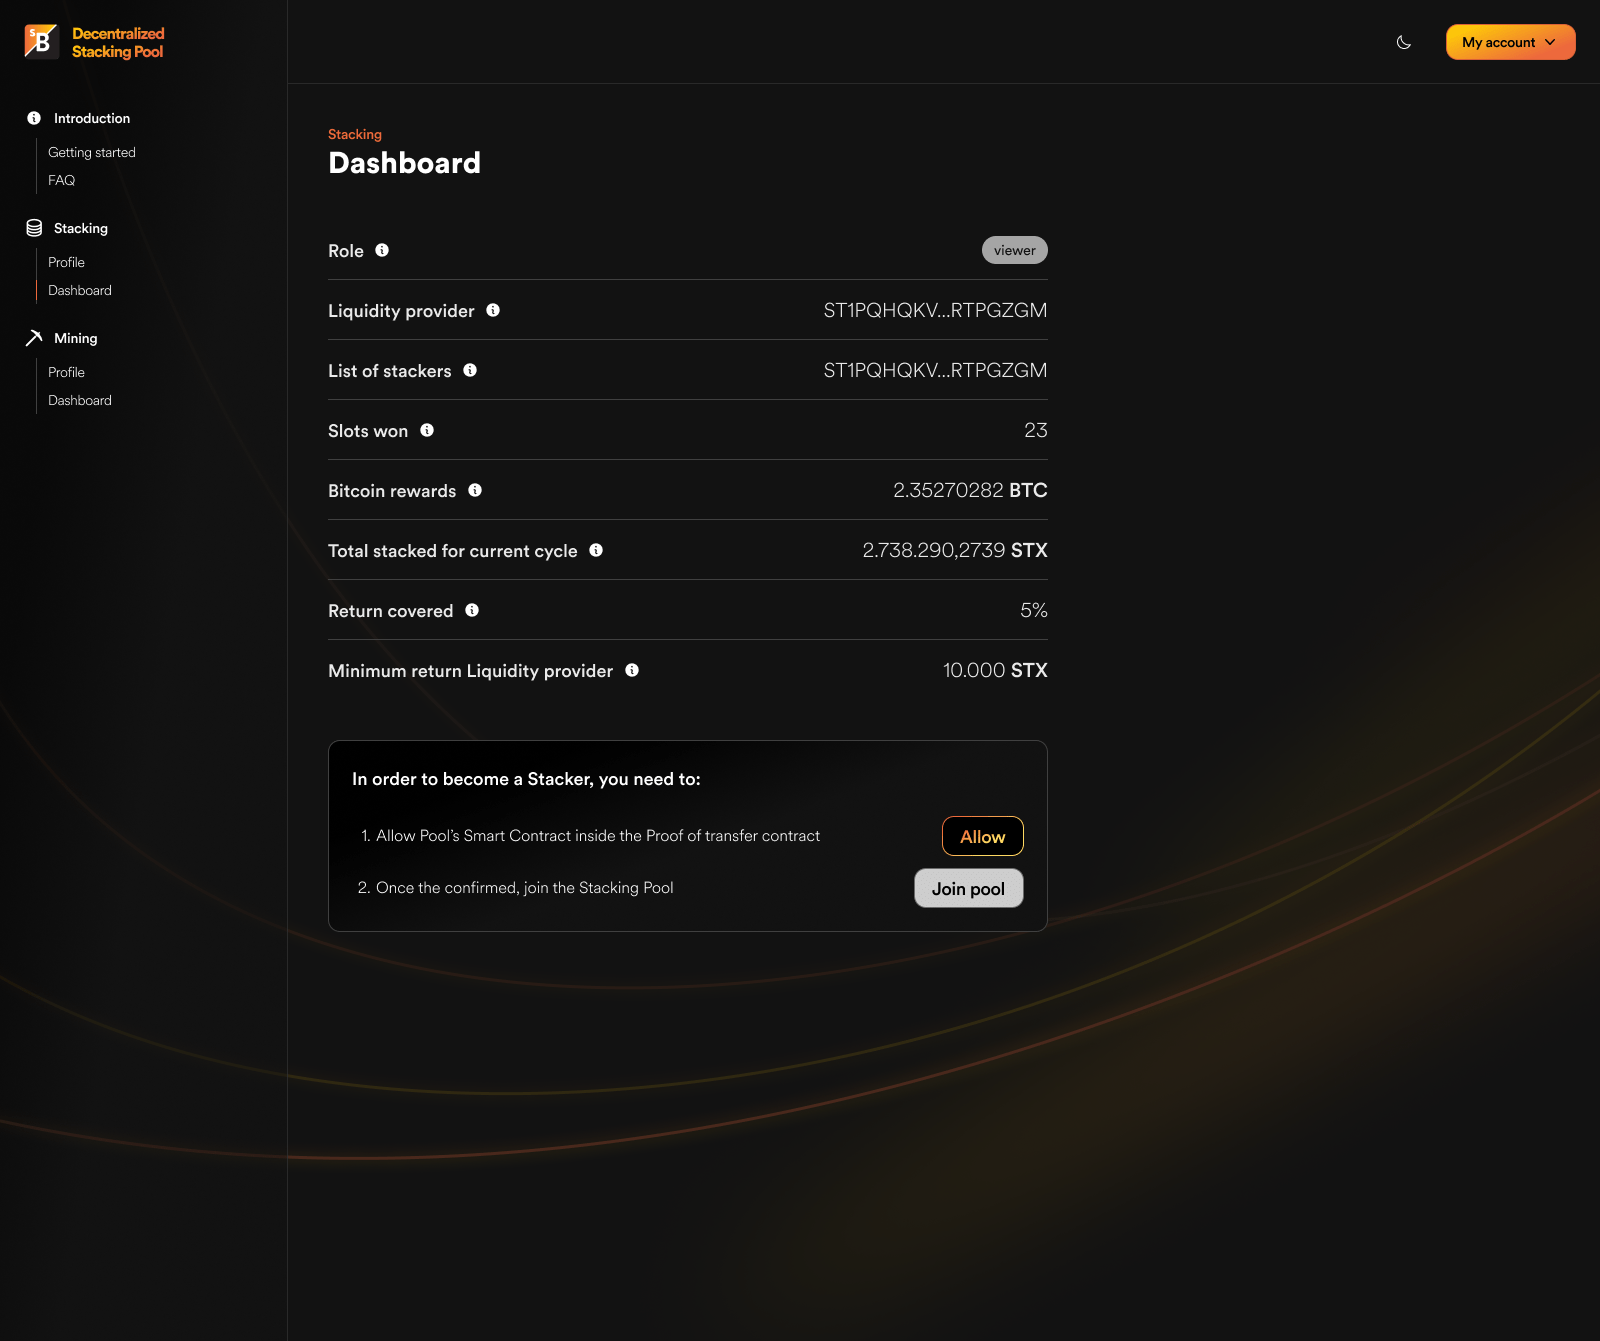 Decentralized
Stacking Pool
My account
Introduction
Getting started
FAQ
Stacking
Profile
Dashboard
Mining
Profile
Dashboard
Stacking
Dashboard
Role viewer
Liquidity provider ST1PQHQKV...RTPGZGM
List of stackers ST1PQHQKV...RTPGZGM
Slots won 23
Bitcoin rewards 2.35270282 BTC
Total stacked for current cycle 2.738.290,2739 STX
Return covered 5%
Minimum return Liquidity provider 10.000 STX
In order to become a Stacker, you need to:
1. Allow Pool's Smart Contract inside the Proof of transfer contract Allow
2. Once the confirmed, join the Stacking Pool Join pool